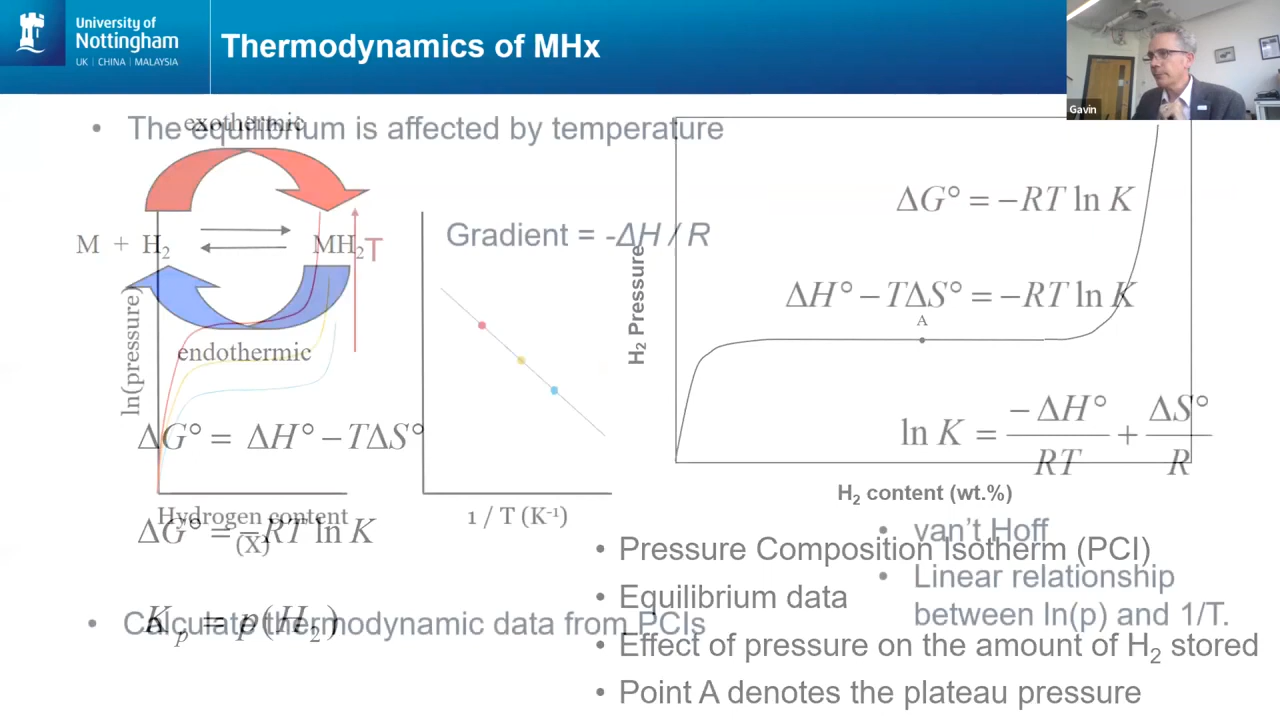 University of
Nottingham
UK | CHINA | MALAYSIA
Thermodynamics of MHx
Gavin
• The equilibrium is affected by temperature
exothermic
M + H₂ MH₂
T
endothermic
ln(pressure)
Hydrogen content
(X)
Gradient = -ΔH / R
1 / T (K⁻¹)
ΔG° = ΔH° − TΔS°
ΔG° = −RT ln K
Kₚ = p(H₂)
• Calculate thermodynamic data from PCIs
H₂ Pressure
A
H₂ content (wt.%)
ΔG° = −RT ln K
ΔH° − TΔS° = −RT ln K
ln K = −ΔH° / RT + ΔS° / R
• van't Hoff
• Linear relationship
between ln(p) and 1/T.
• Pressure Composition Isotherm (PCI)
• Equilibrium data
• Effect of pressure on the amount of H₂ stored
• Point A denotes the plateau pressure